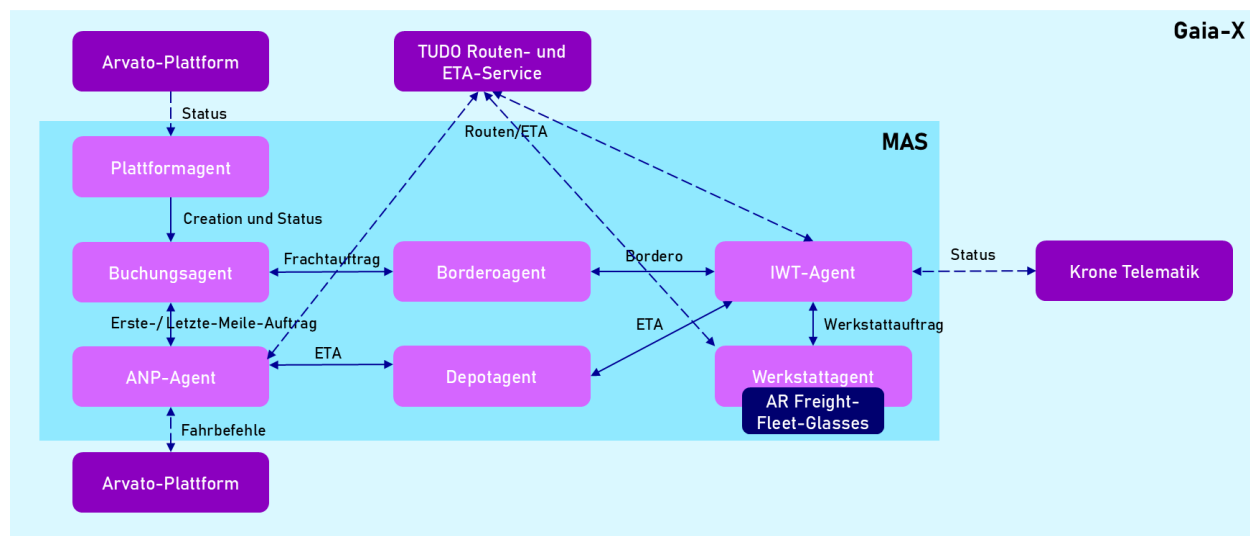 Gaia-X
Arvato-Plattform
TUDO Routen- und
ETA-Service
Status
Routen/ETA
MAS
Plattformagent
Creation und Status
Buchungsagent
Frachtauftrag
Borderoagent
Bordero
IWT-Agent
Status
Krone Telematik
Erste-/Letzte-Meile-Auftrag
ETA
Werkstattauftrag
ANP-Agent
ETA
Depotagent
Werkstattagent
AR Freight-
Fleet-Glasses
Fahrbefehle
Arvato-Plattform